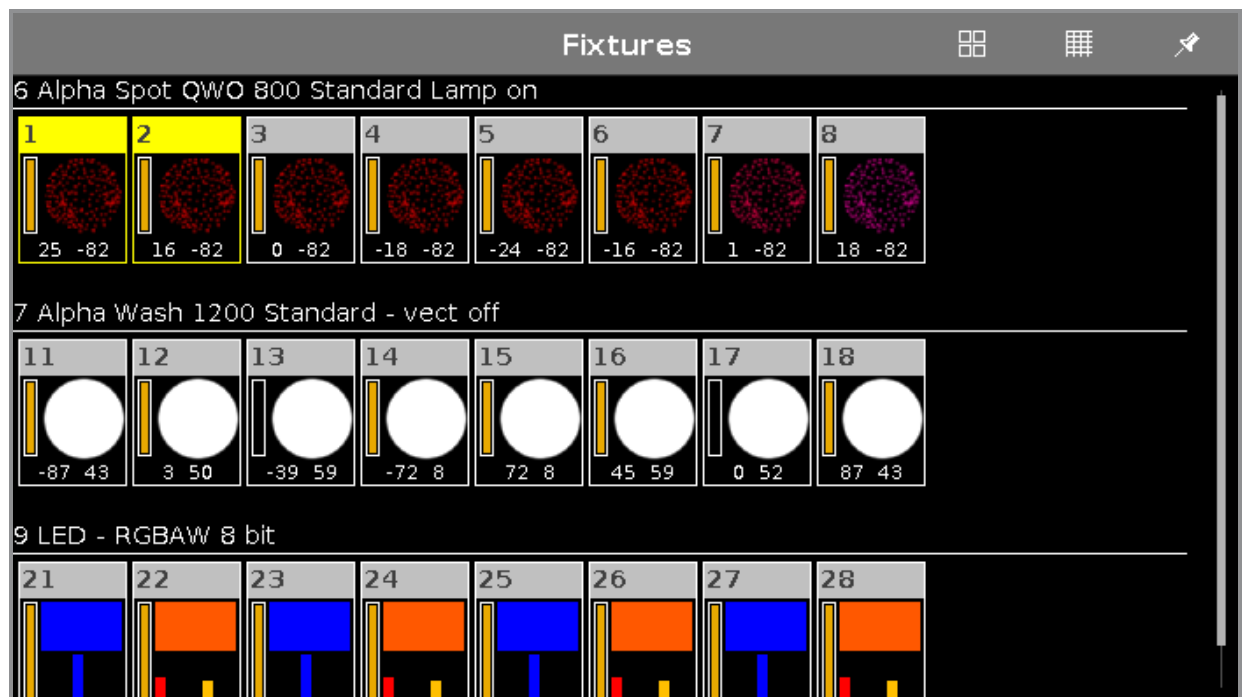 Fixtures
6 Alpha Spot QWO 800 Standard Lamp on
1 2 3 4 5 6 7 8
25 -82 16 -82 0 -82 -18 -82 -24 -82 -16 -82 1 -82 18 -82
7 Alpha Wash 1200 Standard - vect off
11 12 13 14 15 16 17 18
-87 43 3 50 -39 59 -72 8 72 8 45 59 0 52 87 43
9 LED - RGBAW 8 bit
21 22 23 24 25 26 27 28